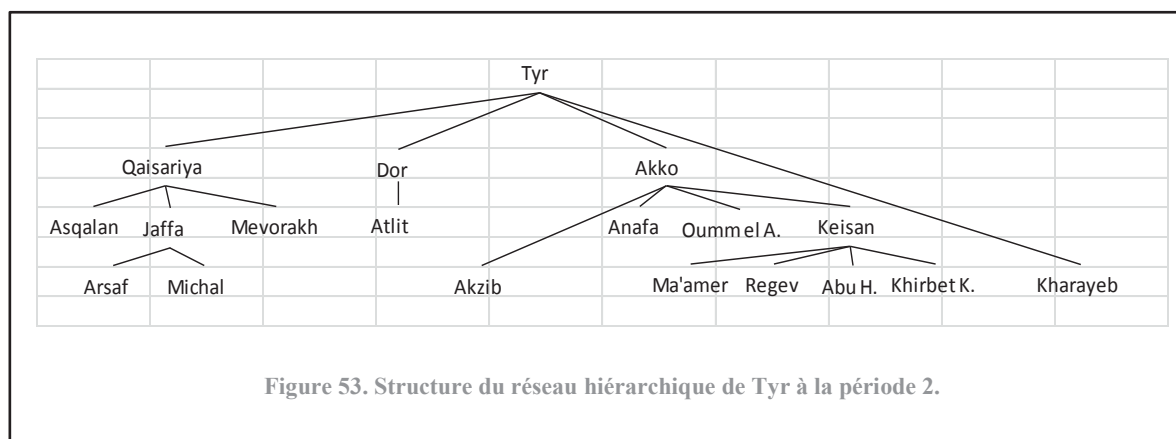 Tyr
Qaisariya Dor Akko
Asqalan Jaffa Mevorakh Atlit Anafa Oumm el A. Keisan
Arsaf Michal Akzib Ma'amer Regev Abu H. Khirbet K. Kharayeb
Figure 53. Structure du réseau hiérarchique de Tyr à la période 2.